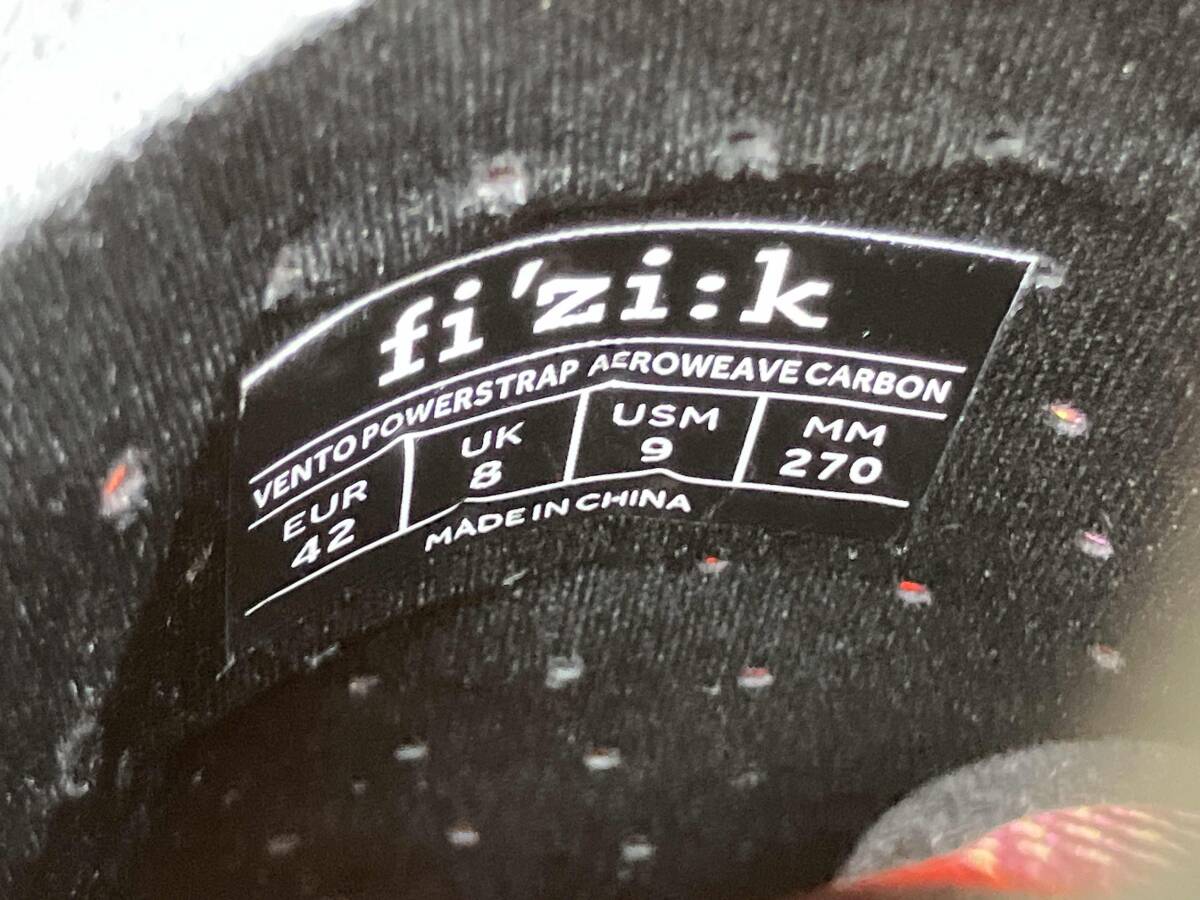 fi'zi:k
VENTO POWERSTRAP AEROWEAVE CARBON
EUR UK USM MM
42 8 9 270
MADE IN CHINA